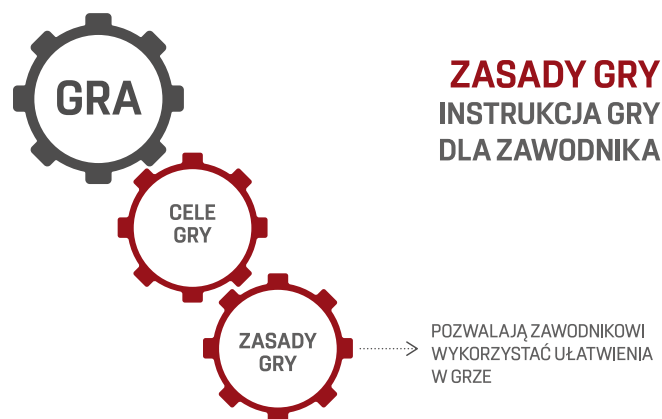 GRA
ZASADY GRY
INSTRUKCJA GRY
DLA ZAWODNIKA
CELE
GRY
ZASADY
GRY
POZWALAJĄ ZAWODNIKOWI
WYKORZYSTAĆ UŁATWIENIA
W GRZE